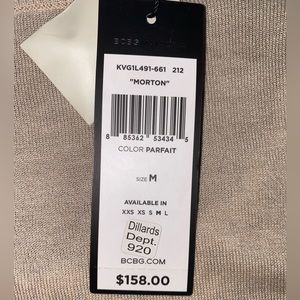 BCBG
KVG1L491-661 212
"MORTON"
8 85362 53434 5
COLOR PARFAIT
SIZE M
AVAILABLE IN
XXS XS S M L
Dillards
Dept.
920
BCBG.COM
$158.00